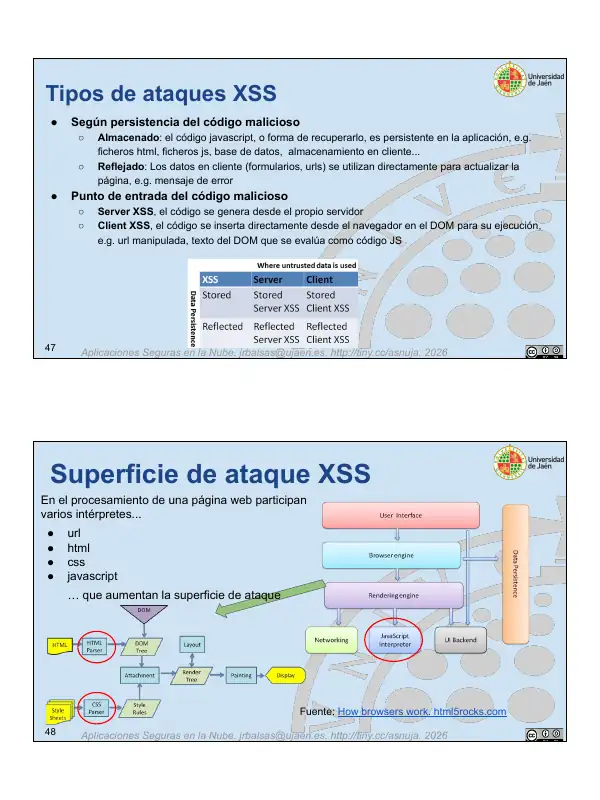 Universidad
de Jaén
Tipos de ataques XSS
● Según persistencia del código malicioso
○ Almacenado: el código javascript, o forma de recuperarlo, es persistente en la aplicación, e.g.
ficheros html, ficheros js, base de datos, almacenamiento en cliente...
○ Reflejado: Los datos en cliente (formularios, urls) se utilizan directamente para actualizar la
página, e.g. mensaje de error
● Punto de entrada del código malicioso
○ Server XSS, el código se genera desde el propio servidor
○ Client XSS, el código se inserta directamente desde el navegador en el DOM para su ejecución,
e.g. url manipulada, texto del DOM que se evalúa como código JS
Where untrusted data is used
Data Persistence
XSS Server Client
Stored Stored Stored
Server XSS Client XSS
Reflected Reflected Reflected
Server XSS Client XSS
47
Aplicaciones Seguras en la Nube. jrbalsas@ujaen.es. http://tiny.cc/asnuja. 2026
Universidad
de Jaén
Superficie de ataque XSS
En el procesamiento de una página web participan
varios intérpretes...
● url
● html
● css
● javascript
… que aumentan la superficie de ataque
User Interface
Browser engine
Rendering engine
Networking
JavaScript
Interpreter
UI Backend
Data Persistence
DOM
HTML
HTML
Parser
DOM
Tree
Layout
Attachment
Render
Tree
Painting
Display
Style
Sheets
CSS
Parser
Style
Rules
Fuente: How browsers work. html5rocks.com
48
Aplicaciones Seguras en la Nube. jrbalsas@ujaen.es. http://tiny.cc/asnuja. 2026